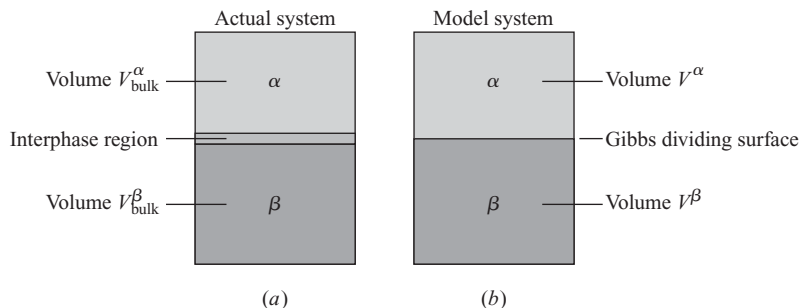 Actual system
Model system
Volume V^α_bulk
α
α
Volume V^α
Interphase region
Gibbs dividing surface
Volume V^β_bulk
β
β
Volume V^β
(a)
(b)